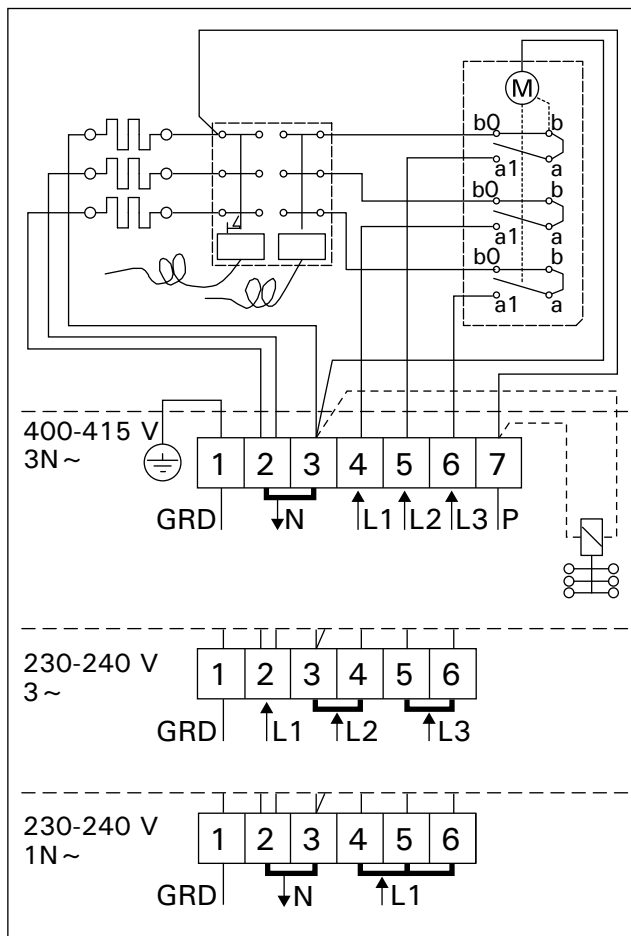 M
b0 b
a1 a
b0 b
a1 a
b0 b
a1 a
400-415 V
3N~
1 2 3 4 5 6 7
GRD N L1 L2 L3 P
230-240 V
3~
1 2 3 4 5 6
GRD L1 L2 L3
230-240 V
1N~
1 2 3 4 5 6
GRD N L1